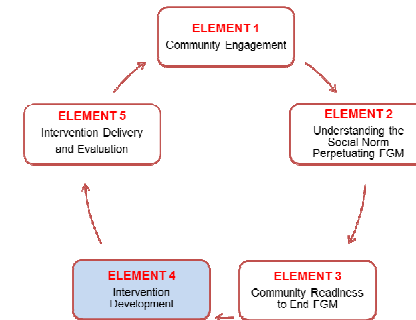 ELEMENT 1
Community Engagement
ELEMENT 2
Understanding the
Social Norm
Perpetuating FGM
ELEMENT 3
Community Readiness
to End FGM
ELEMENT 4
Intervention
Development
ELEMENT 5
Intervention Delivery
and Evaluation